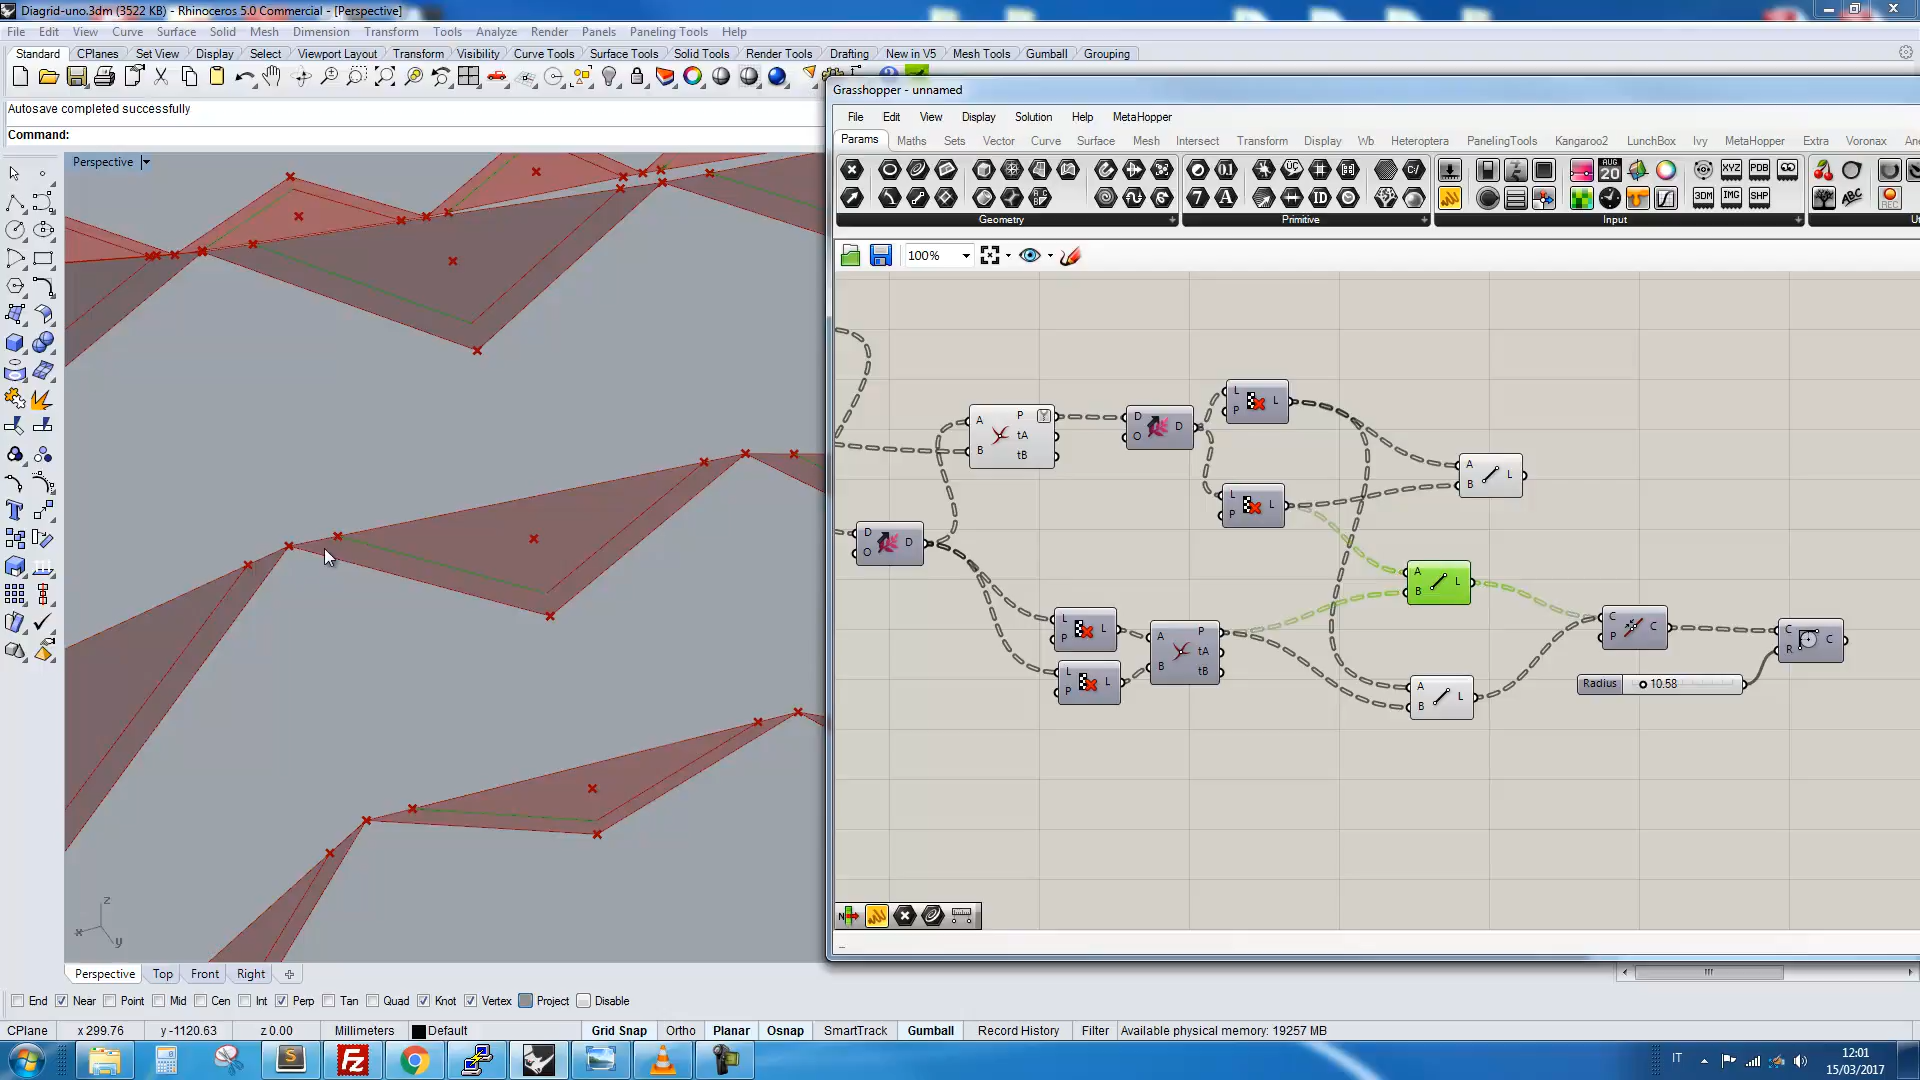 Diagrid-uno.3dm (3522 KB) - Rhinoceros 5.0 Commercial - [Perspective]
File Edit View Curve Surface Solid Mesh Dimension Transform Tools Analyze Render Panels Paneling Tools Help
Standard CPlanes Set View Display Select Viewport Layout Transform Visibility Curve Tools Surface Tools Solid Tools Render Tools Drafting New in V5 Mesh Tools Gumball Grouping
Autosave completed successfully
Command:
Perspective
Grasshopper - unnamed
File Edit View Display Solution Help MetaHopper
Params Maths Sets Vector Curve Surface Mesh Intersect Transform Display Wb Heteroptera PanelingTools Kangaroo2 LunchBox Ivy MetaHopper Extra Voronax An
Geometry Primitive Input Ut
100%
L P L
A B P tA tB
D O D
L P L
A B L
D O D
A B L
L P L
A B P tA tB
L P L
A B L
C P C
C R C
Radius 10.58
z
x
y
Perspective Top Front Right
End Near Point Mid Cen Int Perp Tan Quad Knot Vertex Project Disable
CPlane x 299.76 y -1120.63 z 0.00 Millimeters Default Grid Snap Ortho Planar Osnap SmartTrack Gumball Record History Filter Available physical memory: 19257 MB
IT
12:01
15/03/2017